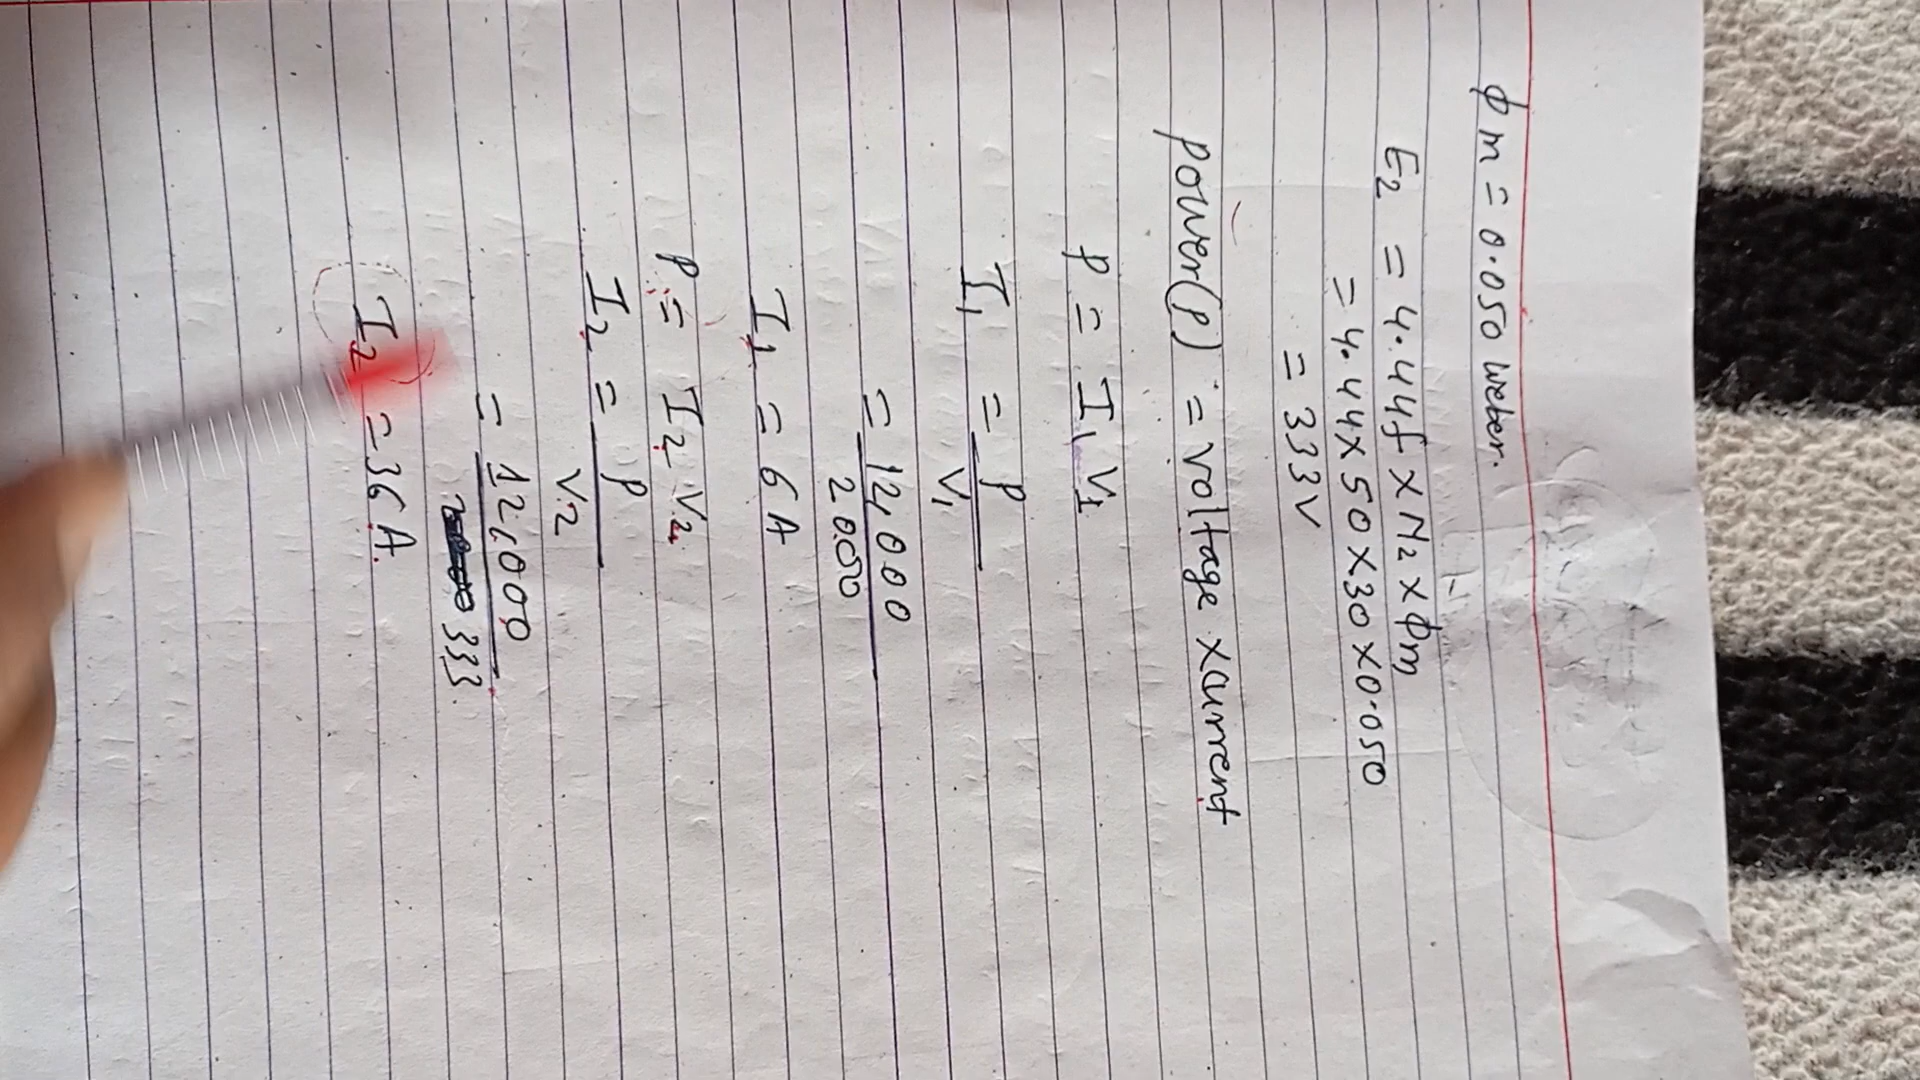 ϕm = 0.050 weber.
E₂ = 4.44f × N₂ × ϕm
= 4.44×50×30×0.050
= 333V
power(p) = voltage × current
p = I₁ V₁
I₁ = p
V₁
= 12,000
2000
I₁ = 6A
p = I₂ V₂
I₂ = p
V₂
= 12,000
333
I₂ = 36 A